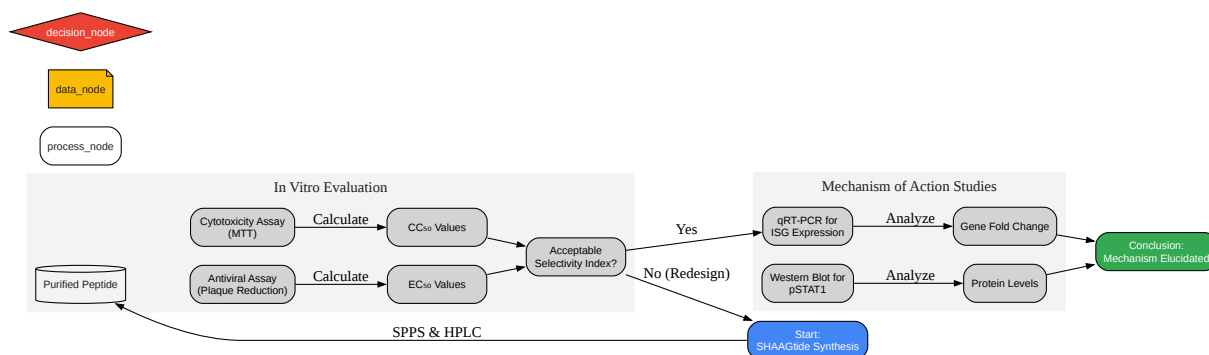 decision_node
data_node
process_node
In Vitro Evaluation
Cytotoxicity Assay
(MTT)
Calculate
CC₅₀ Values
Antiviral Assay
(Plaque Reduction)
Calculate
EC₅₀ Values
Acceptable
Selectivity Index?
Purified Peptide
Yes
No (Redesign)
SPPS & HPLC
Start:
SHAAGtide Synthesis
Mechanism of Action Studies
qRT-PCR for
ISG Expression
Analyze
Gene Fold Change
Western Blot for
pSTAT1
Analyze
Protein Levels
Conclusion:
Mechanism Elucidated